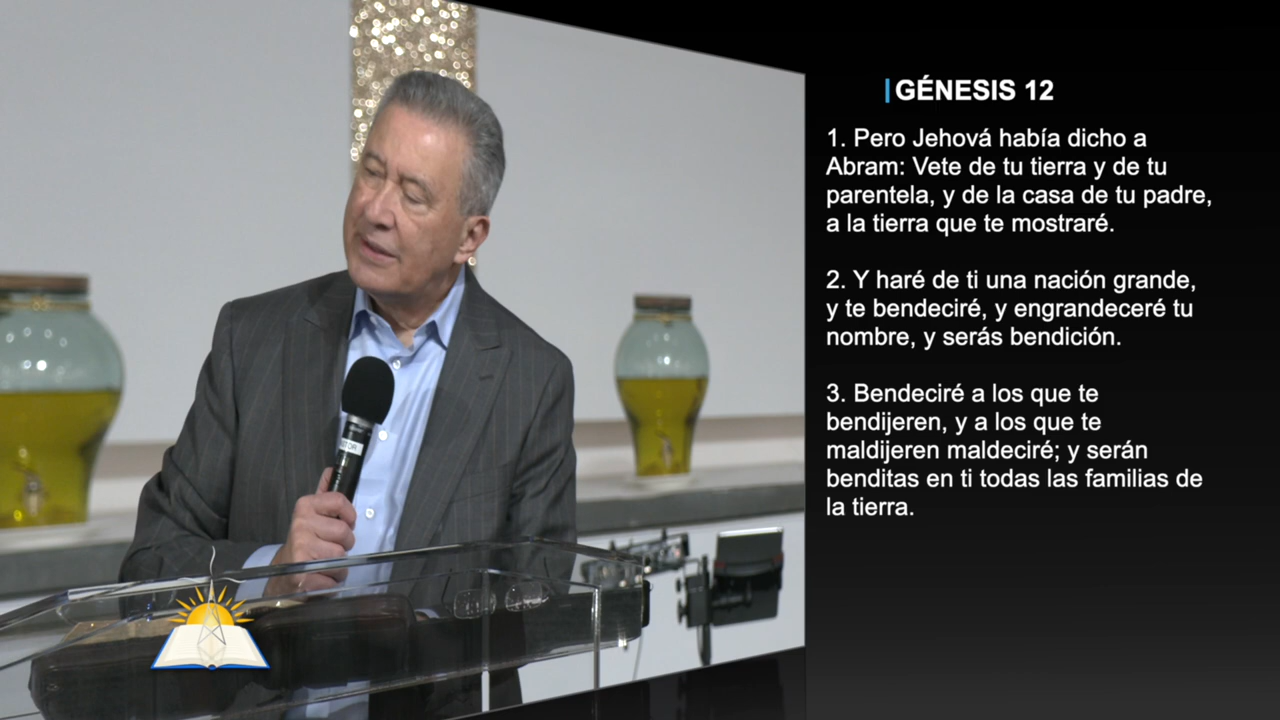 GÉNESIS 12
1. Pero Jehová había dicho a
Abram: Vete de tu tierra y de tu
parentela, y de la casa de tu padre,
a la tierra que te mostraré.
2. Y haré de ti una nación grande,
y te bendeciré, y engrandeceré tu
nombre, y serás bendición.
3. Bendeciré a los que te
bendijeren, y a los que te
maldijeren maldeciré; y serán
benditas en ti todas las familias de
la tierra.